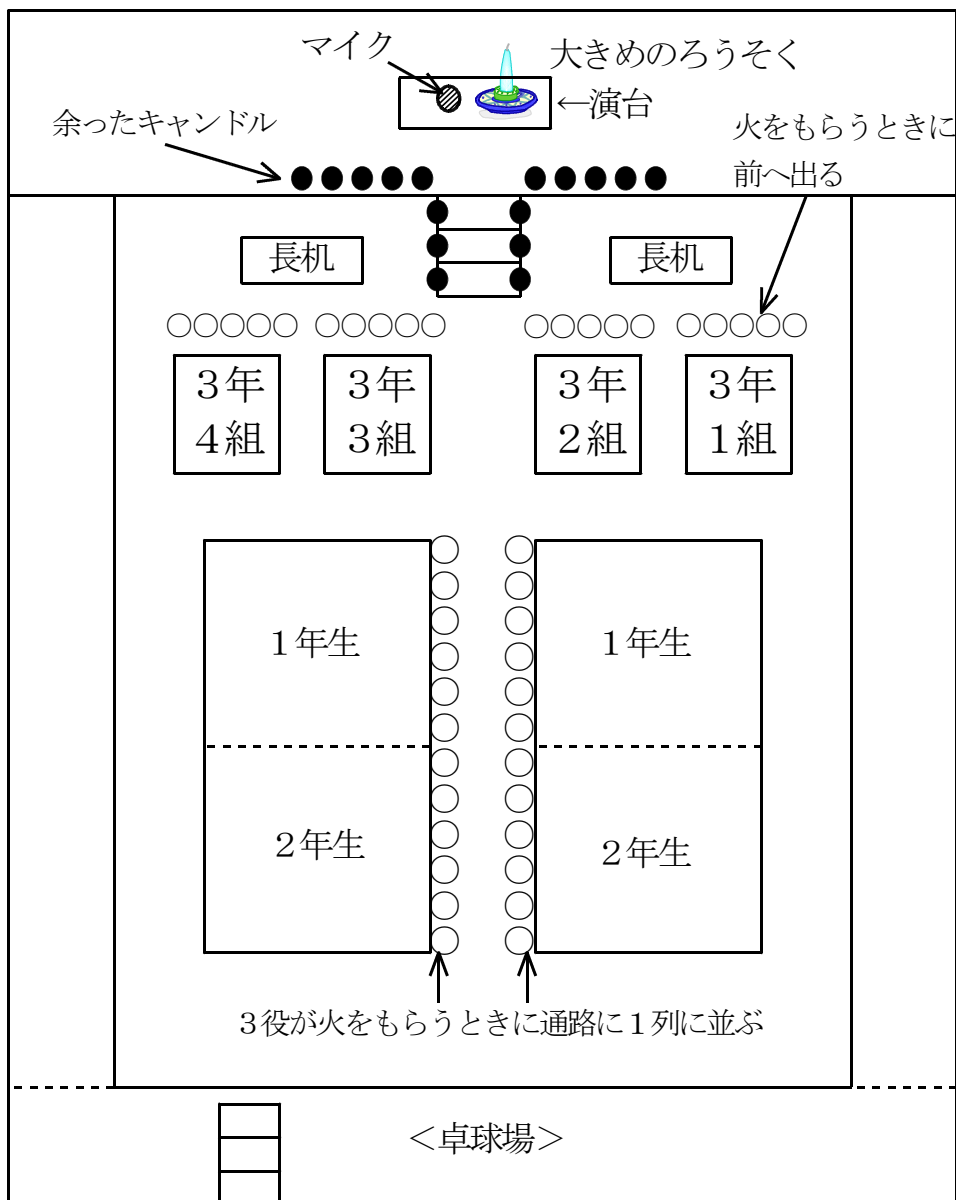 マイク
大きめのろうそく
←演台
余ったキャンドル
火をもらうときに
前へ出る
長机
長机
３年
４組
３年
３組
３年
２組
３年
１組
１年生
１年生
２年生
２年生
３役が火をもらうときに通路に１列に並ぶ
＜卓球場＞